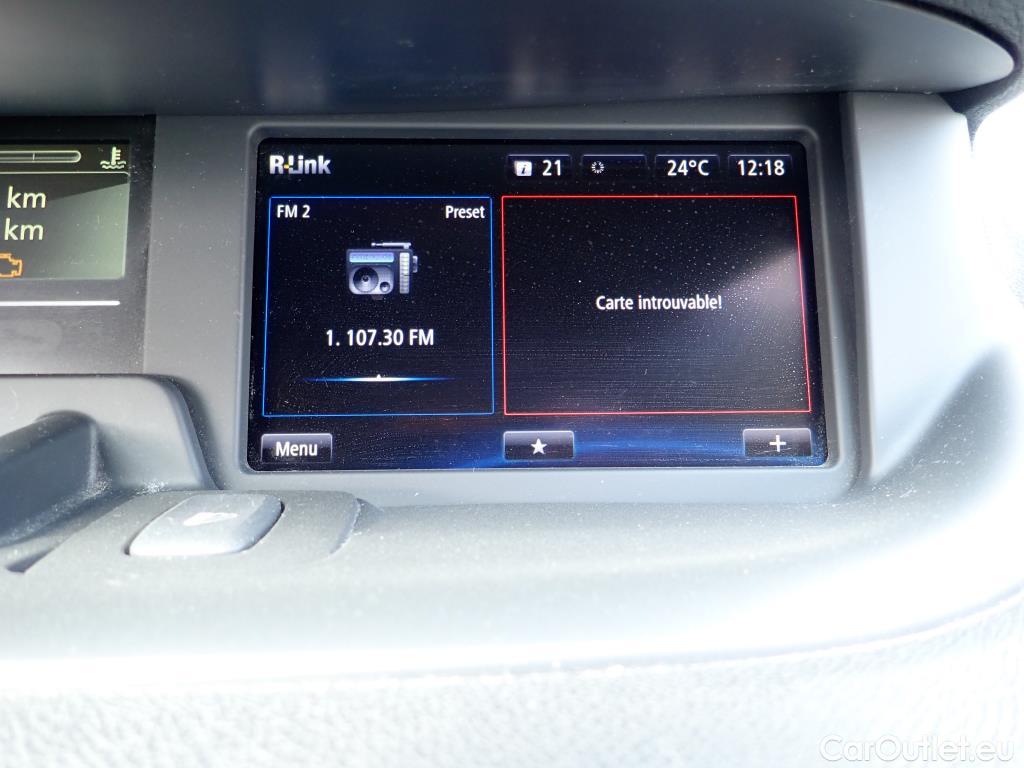 R-Link
21
24°C
12:18
km
km
FM 2
Preset
1. 107.30 FM
Carte introuvable!
Menu
★
+
CarOutlet.eu